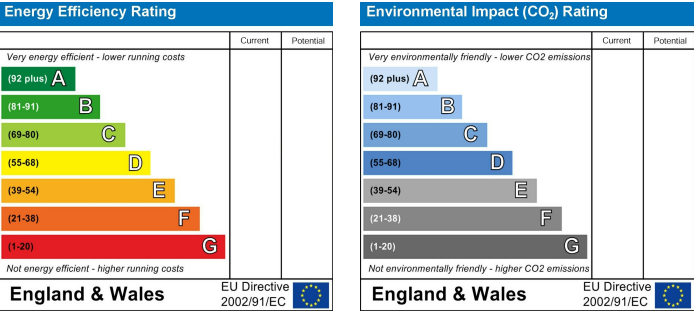 Energy Efficiency Rating
Current Potential
Very energy efficient - lower running costs
(92 plus) A
(81-91) B
(69-80) C
(55-68) D
(39-54) E
(21-38) F
(1-20) G
Not energy efficient - higher running costs
England & Wales
EU Directive
2002/91/EC
Environmental Impact (CO₂) Rating
Current Potential
Very environmentally friendly - lower CO2 emissions
(92 plus) A
(81-91) B
(69-80) C
(55-68) D
(39-54) E
(21-38) F
(1-20) G
Not environmentally friendly - higher CO2 emissions
England & Wales
EU Directive
2002/91/EC